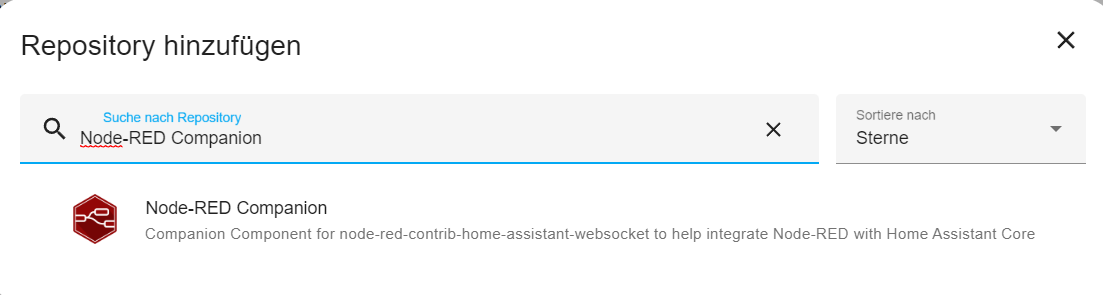 Repository hinzufügen
Suche nach Repository
Node-RED Companion
Sortiere nach
Sterne
Node-RED Companion
Companion Component for node-red-contrib-home-assistant-websocket to help integrate Node-RED with Home Assistant Core